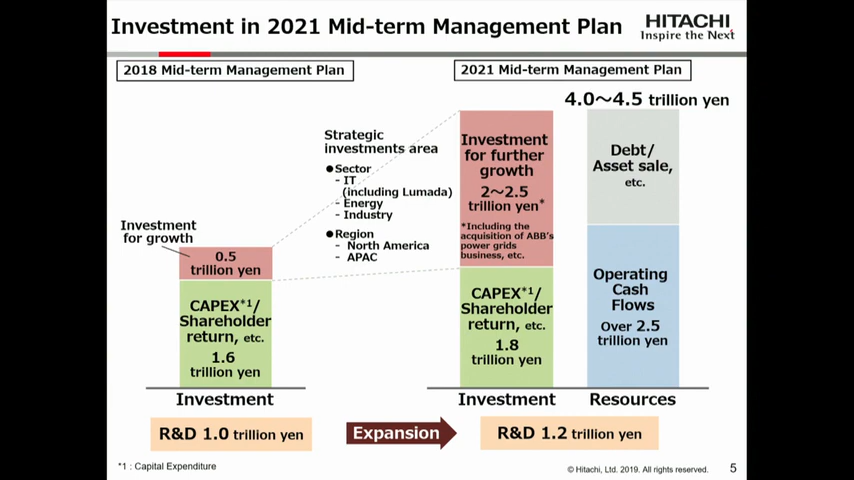 Investment in 2021 Mid-term Management Plan
HITACHI
Inspire the Next
2018 Mid-term Management Plan
2021 Mid-term Management Plan
4.0～4.5 trillion yen
Strategic
investments area
●Sector
- IT
(including Lumada)
- Energy
- Industry
●Region
- North America
- APAC
Investment
for growth
0.5
trillion yen
CAPEX*1/
Shareholder
return, etc.
1.6
trillion yen
Investment
Investment
for further
growth
2～2.5
trillion yen*
*Including the
acquisition of ABB's
power grids
business, etc.
CAPEX*1/
Shareholder
return, etc.
1.8
trillion yen
Investment
Debt/
Asset sale,
etc.
Operating
Cash
Flows
Over 2.5
trillion yen
Resources
R&D 1.0 trillion yen
Expansion
R&D 1.2 trillion yen
*1 : Capital Expenditure
© Hitachi, Ltd. 2019. All rights reserved.
5